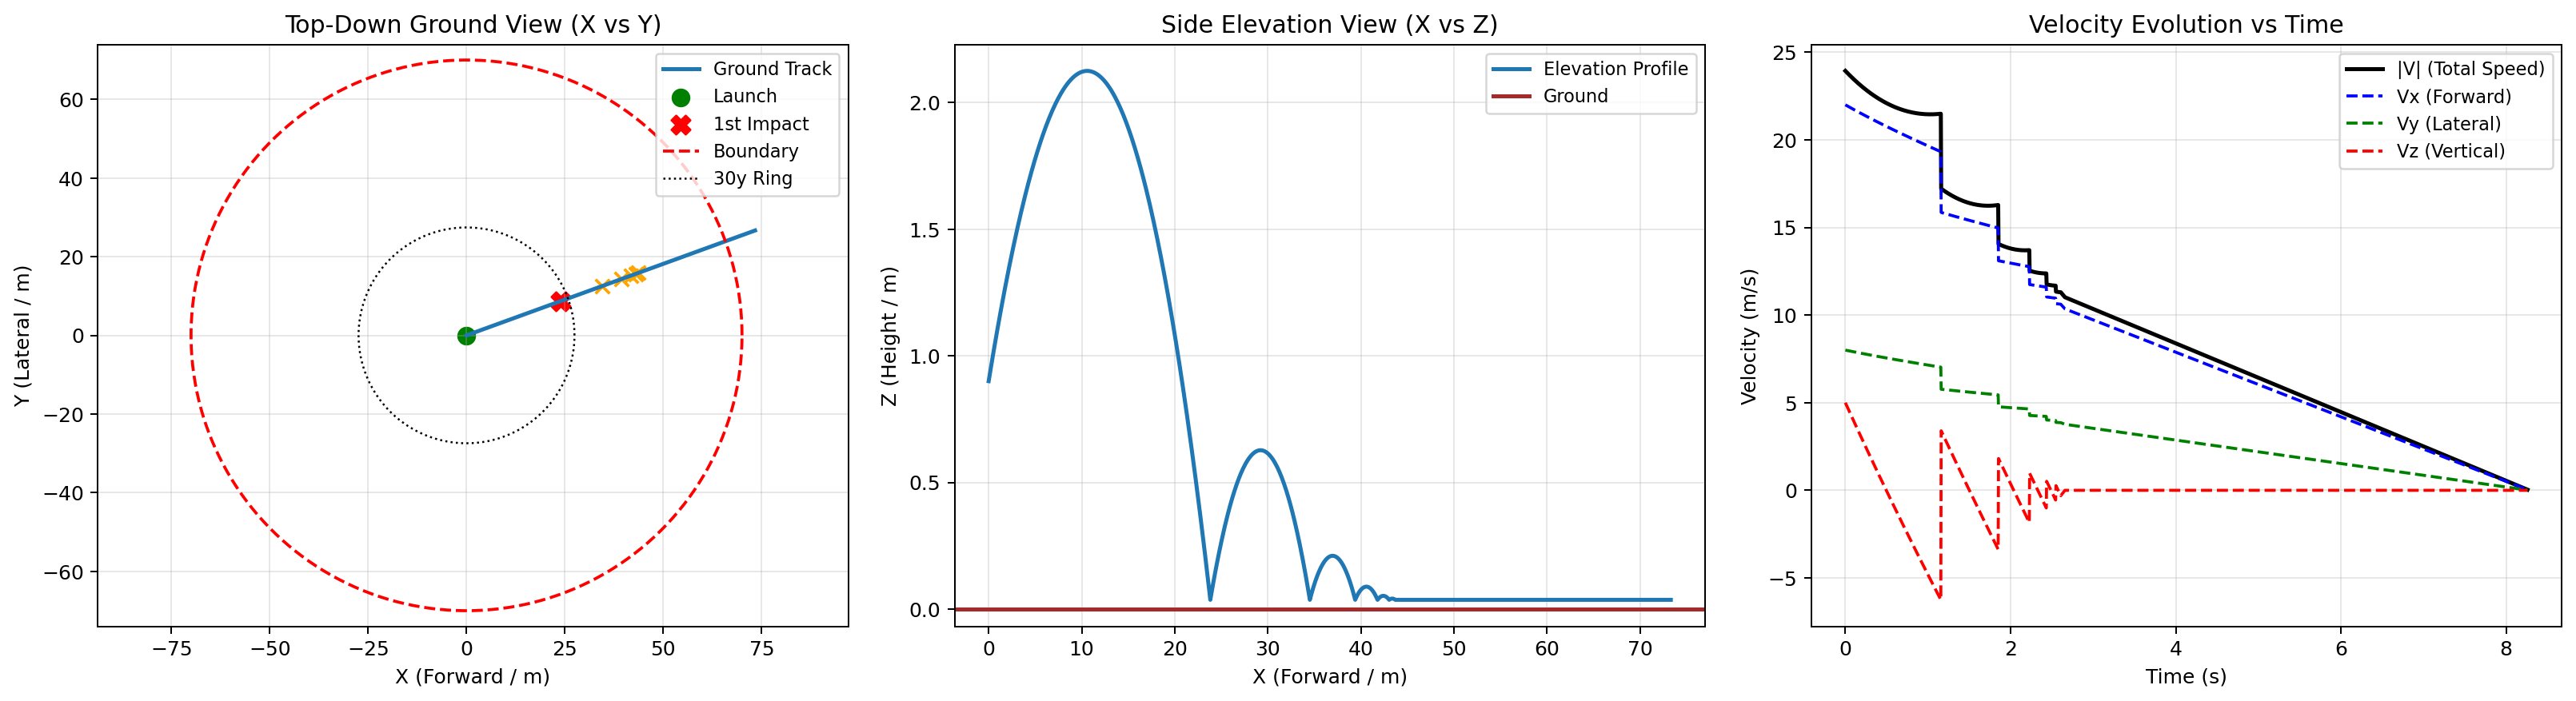 Top-Down Ground View (X vs Y)
Y (Lateral / m)
60
40
20
0
−20
−40
−60
Ground Track
Launch
1st Impact
Boundary
30y Ring
−75 −50 −25 0 25 50 75
X (Forward / m)
Side Elevation View (X vs Z)
Z (Height / m)
2.0
1.5
1.0
0.5
0.0
Elevation Profile
Ground
0 10 20 30 40 50 60 70
X (Forward / m)
Velocity Evolution vs Time
Velocity (m/s)
25
20
15
10
5
0
−5
|V| (Total Speed)
Vx (Forward)
Vy (Lateral)
Vz (Vertical)
0 2 4 6 8
Time (s)